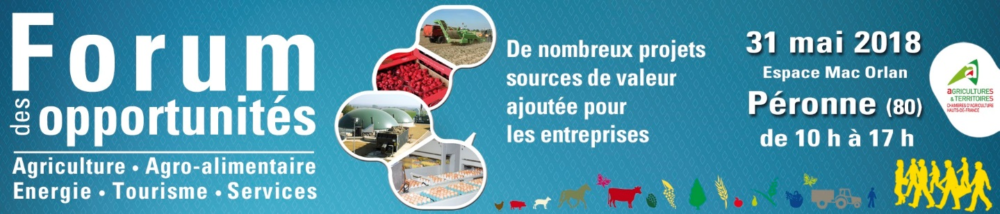 Forum
des opportunités
Agriculture • Agro-alimentaire
Energie • Tourisme • Services
De nombreux projets
sources de valeur
ajoutée pour
les entreprises
31 mai 2018
Espace Mac Orlan
Péronne (80)
de 10 h à 17 h
AGRICULTURES
& TERRITOIRES
CHAMBRES D'AGRICULTURE
HAUTS-DE-FRANCE